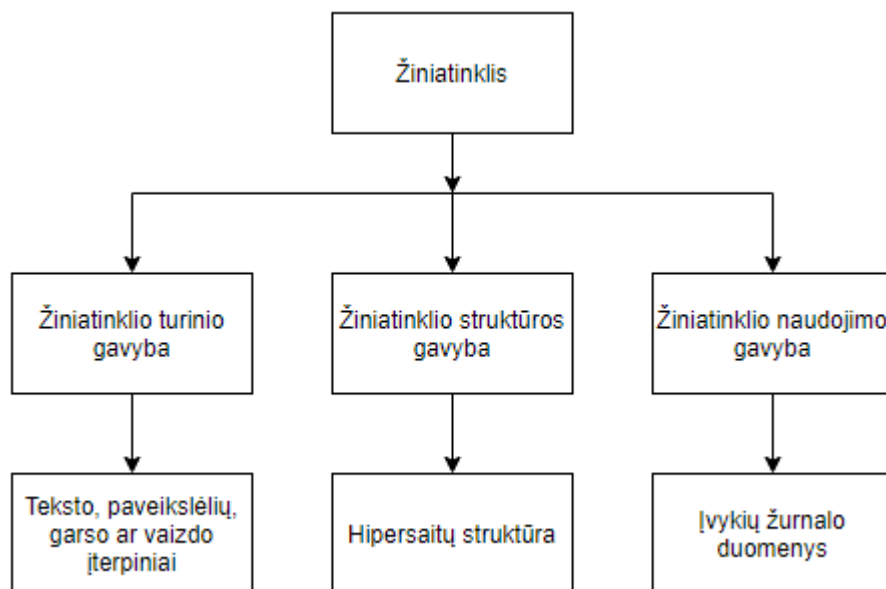 Žiniatinklis
Žiniatinklio turinio
gavyba
Žiniatinklio struktūros
gavyba
Žiniatinklio naudojimo
gavyba
Teksto, paveikslėlių,
garso ar vaizdo
įterpiniai
Hipersaitų struktūra
Įvykių žurnalo
duomenys